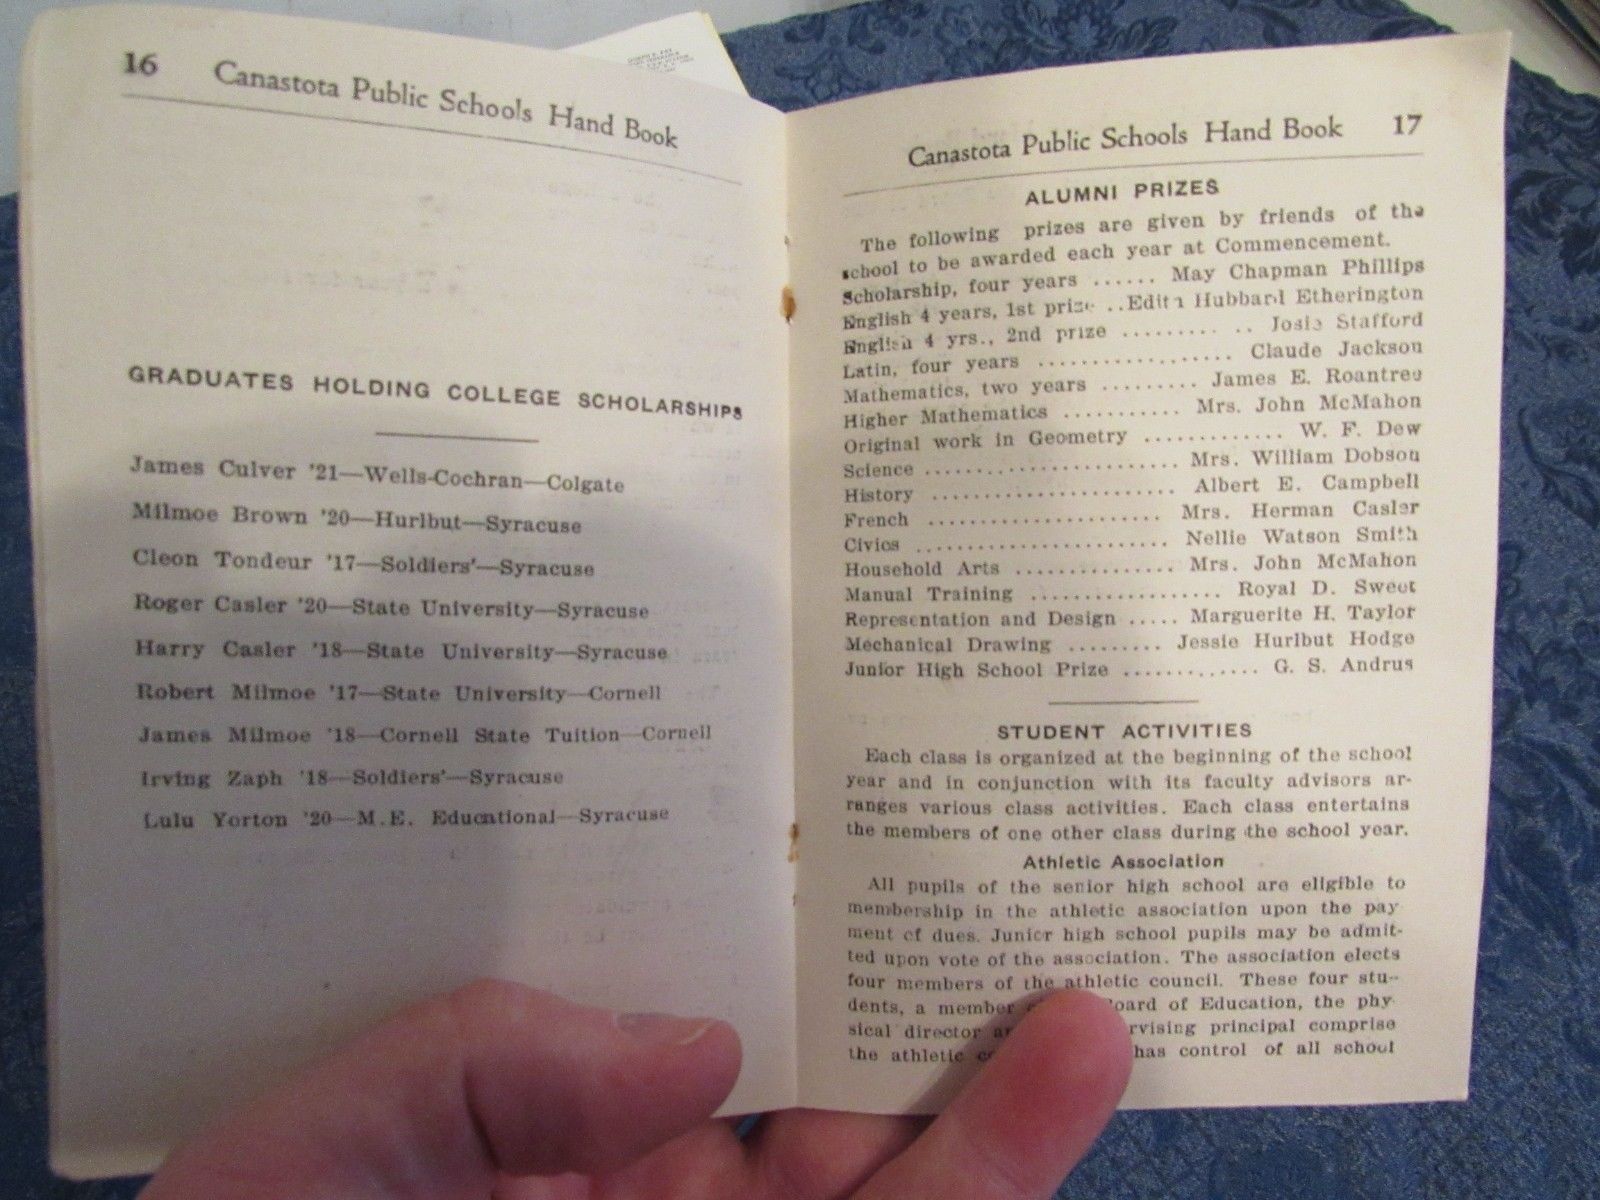 16 Canastota Public Schools Hand Book
GRADUATES HOLDING COLLEGE SCHOLARSHIPS
James Culver '21—Wells-Cochran—Colgate
Milmoe Brown '20—Hurlbut—Syracuse
Cleon Tondeur '17—Soldiers'—Syracuse
Roger Casler '20—State University—Syracuse
Harry Casler '18—State University—Syracuse
Robert Milmoe '17—State University—Cornell
James Milmoe '18—Cornell State Tuition—Cornell
Irving Zaph '18—Soldiers'—Syracuse
Lulu Yorton '20—M.E. Educational—Syracuse
Canastota Public Schools Hand Book 17
ALUMNI PRIZES
The following prizes are given by friends of the
school to be awarded each year at Commencement.
Scholarship, four years ...... May Chapman Phillips
English 4 years, 1st prize ..Edith Hubbard Etherington
English 4 yrs., 2nd prize ......... .. Josie Stafford
Latin, four years .................. Claude Jackson
Mathematics, two years ......... James E. Roantree
Higher Mathematics ........... Mrs. John McMahon
Original work in Geometry ............. W. F. Dew
Science ........................ Mrs. William Dobson
History ....................... Albert E. Campbell
French ...................... Mrs. Herman Casler
Civics ........................ Nellie Watson Smith
Household Arts ............... Mrs. John McMahon
Manual Training .................. Royal D. Sweet
Representation and Design ..... Marguerite H. Taylor
Mechanical Drawing ......... Jessie Hurlbut Hodge
Junior High School Prize ............. G. S. Andrus
STUDENT ACTIVITIES
Each class is organized at the beginning of the school
year and in conjunction with its faculty advisors ar-
ranges various class activities. Each class entertains
the members of one other class during the school year.
Athletic Association
All pupils of the senior high school are eligible to
membership in the athletic association upon the pay
ment of dues. Junior high school pupils may be admit-
ted upon vote of the association. The association elects
four members of the athletic council. These four stu-
dents, a member oard of Education, the phy
sical director rvising principal comprise
the athletic has control of all school